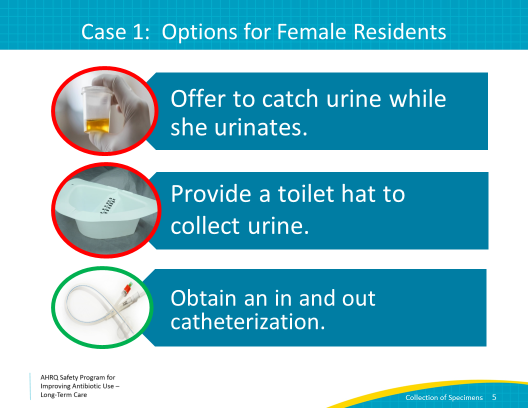 Case 1:  Options for Female Residents
Offer to catch urine while
she urinates.
Provide a toilet hat to
collect urine.
Obtain an in and out
catheterization.
AHRQ Safety Program for
Improving Antibiotic Use –
Long-Term Care
Collection of Specimens 5